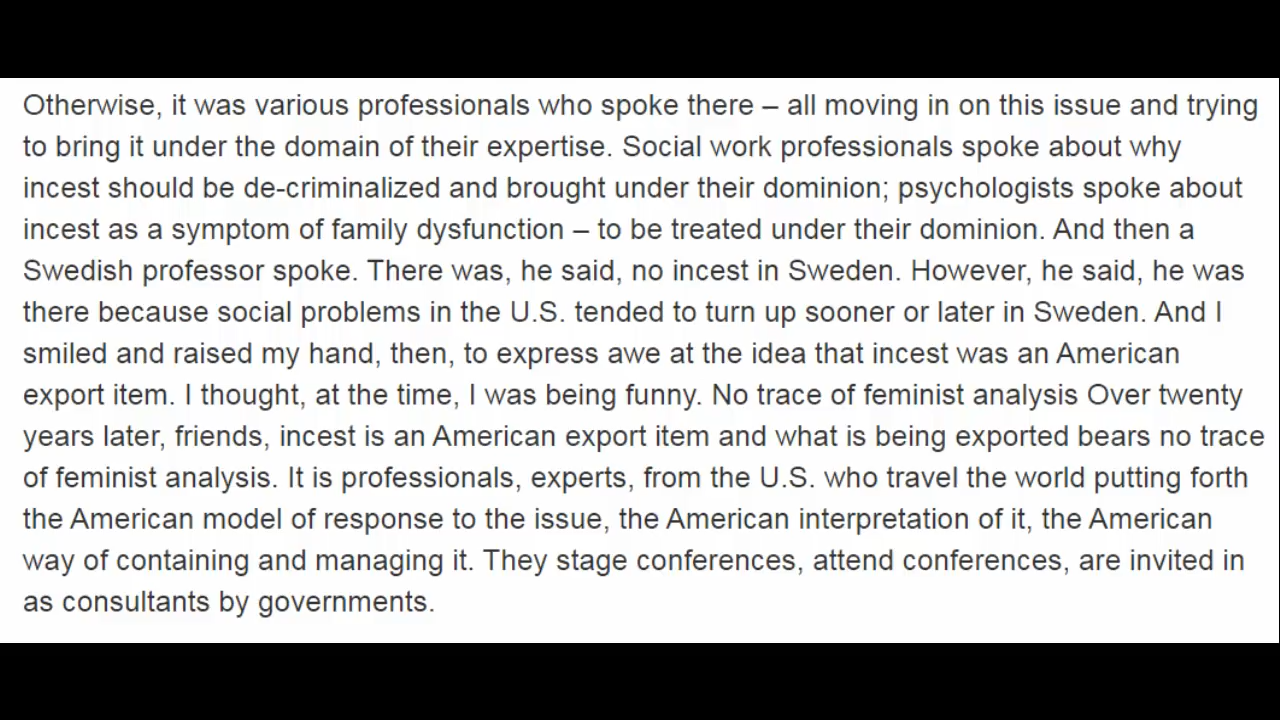 Otherwise, it was various professionals who spoke there – all moving in on this issue and trying
to bring it under the domain of their expertise. Social work professionals spoke about why
incest should be de-criminalized and brought under their dominion; psychologists spoke about
incest as a symptom of family dysfunction – to be treated under their dominion. And then a
Swedish professor spoke. There was, he said, no incest in Sweden. However, he said, he was
there because social problems in the U.S. tended to turn up sooner or later in Sweden. And I
smiled and raised my hand, then, to express awe at the idea that incest was an American
export item. I thought, at the time, I was being funny. No trace of feminist analysis Over twenty
years later, friends, incest is an American export item and what is being exported bears no trace
of feminist analysis. It is professionals, experts, from the U.S. who travel the world putting forth
the American model of response to the issue, the American interpretation of it, the American
way of containing and managing it. They stage conferences, attend conferences, are invited in
as consultants by governments.